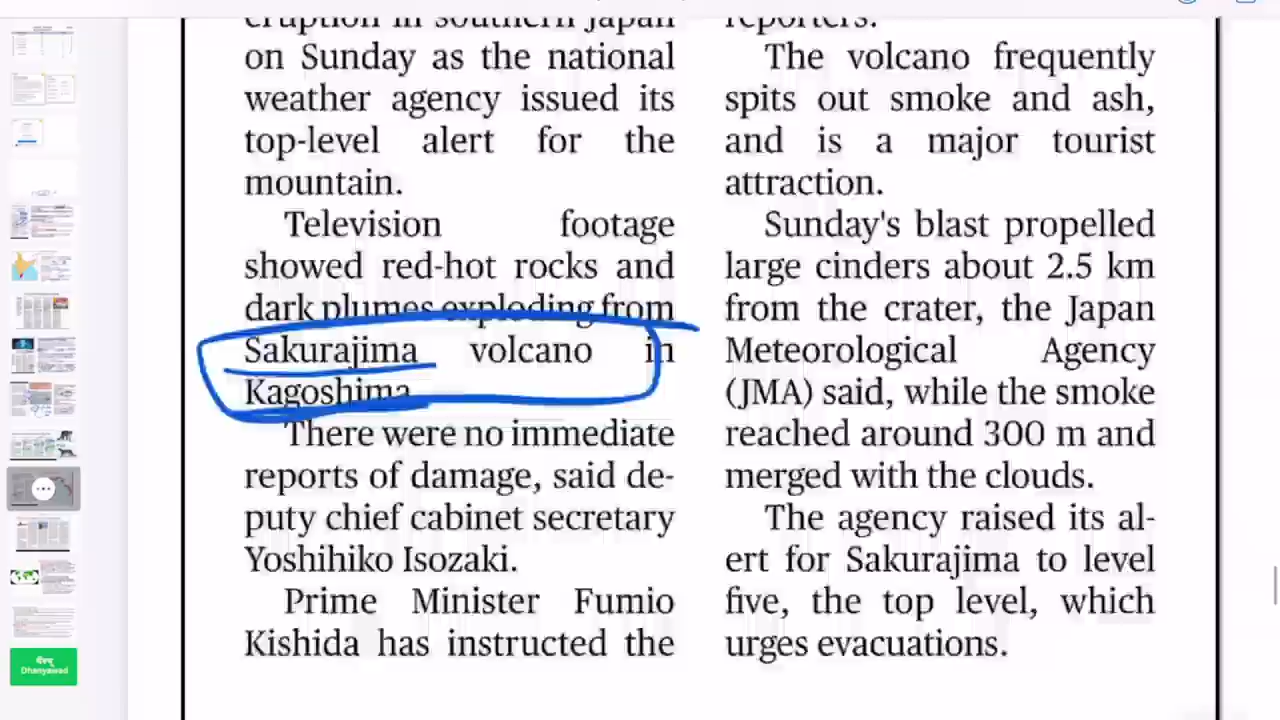 eruption in southern Japan
on Sunday as the national
weather agency issued its
top-level alert for the
mountain.
Television footage
showed red-hot rocks and
dark plumes exploding from
Sakurajima volcano in
Kagoshima.
There were no immediate
reports of damage, said de-
puty chief cabinet secretary
Yoshihiko Isozaki.
Prime Minister Fumio
Kishida has instructed the
reporters.
The volcano frequently
spits out smoke and ash,
and is a major tourist
attraction.
Sunday's blast propelled
large cinders about 2.5 km
from the crater, the Japan
Meteorological Agency
(JMA) said, while the smoke
reached around 300 m and
merged with the clouds.
The agency raised its al-
ert for Sakurajima to level
five, the top level, which
urges evacuations.
Dhanyawad